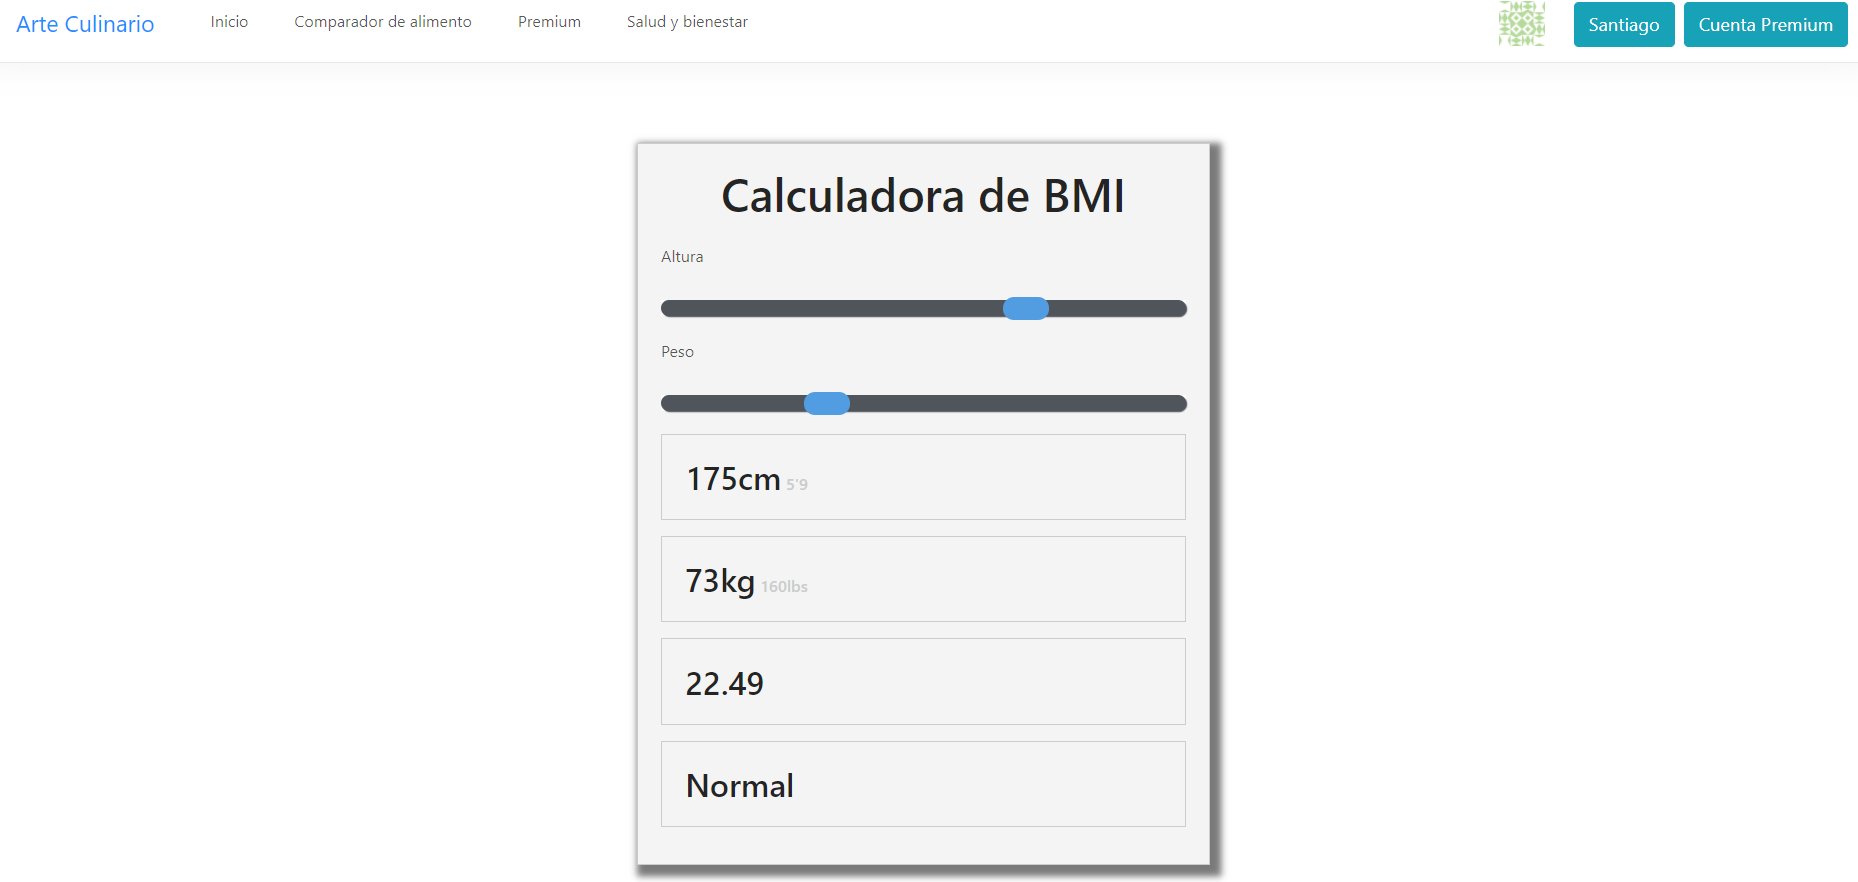 Arte Culinario Inicio Comparador de alimento Premium Salud y bienestar Santiago Cuenta Premium
Calculadora de BMI
Altura
Peso
175cm 5'9
73kg 160lbs
22.49
Normal